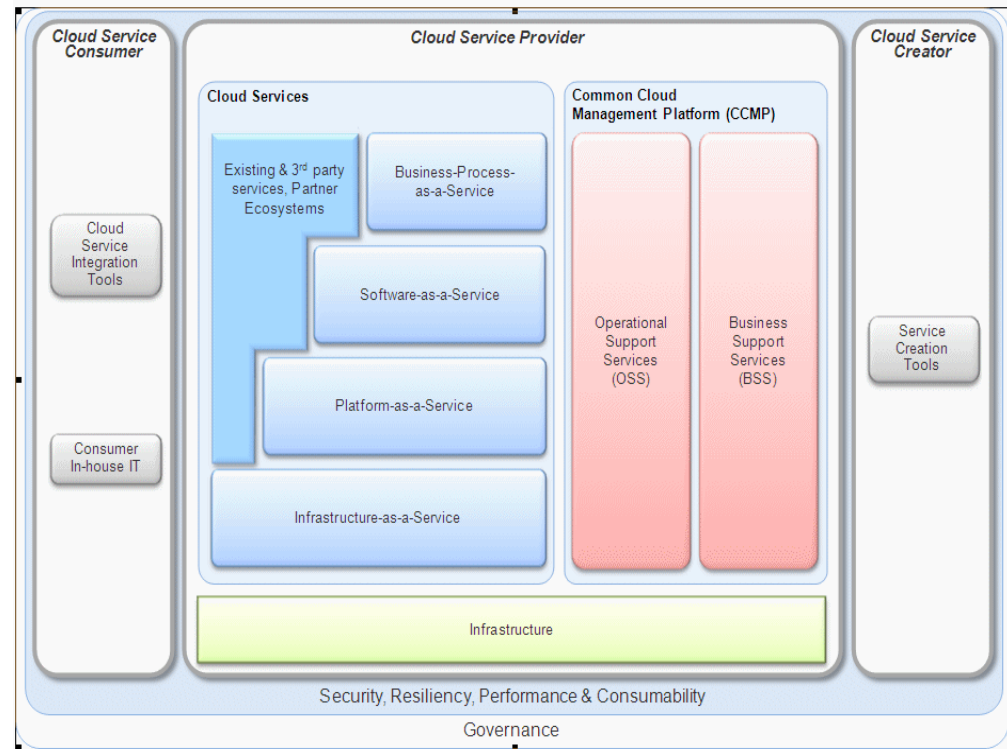 Cloud Service
Consumer
Cloud Service Provider
Cloud Service
Creator
Cloud Services
Common Cloud
Management Platform (CCMP)
Existing & 3rd party
services, Partner
Ecosystems
Business-Process-
as-a-Service
Cloud
Service
Integration
Tools
Software-as-a-Service
Operational
Support
Services
(OSS)
Business
Support
Services
(BSS)
Service
Creation
Tools
Platform-as-a-Service
Consumer
In-house IT
Infrastructure-as-a-Service
Infrastructure
Security, Resiliency, Performance & Consumability
Governance